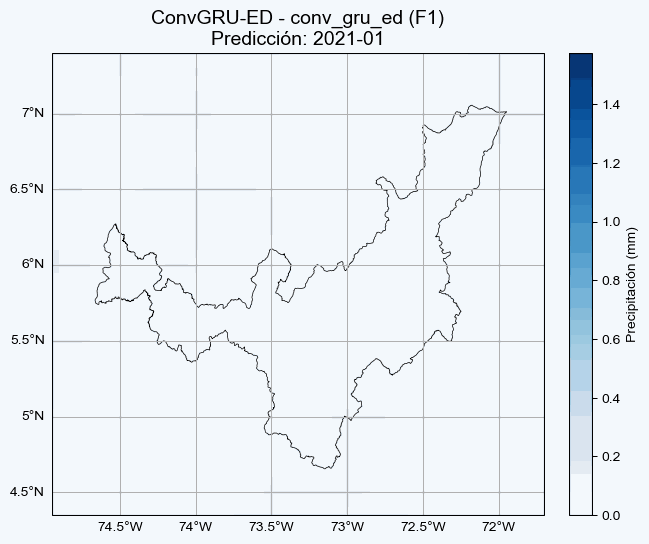 ConvGRU-ED - conv_gru_ed (F1)
Predicción: 2021-01
7°N
6.5°N
6°N
5.5°N
5°N
4.5°N
74.5°W
74°W
73.5°W
73°W
72.5°W
72°W
1.4
1.2
1.0
0.8
0.6
0.4
0.2
0.0
Precipitación (mm)